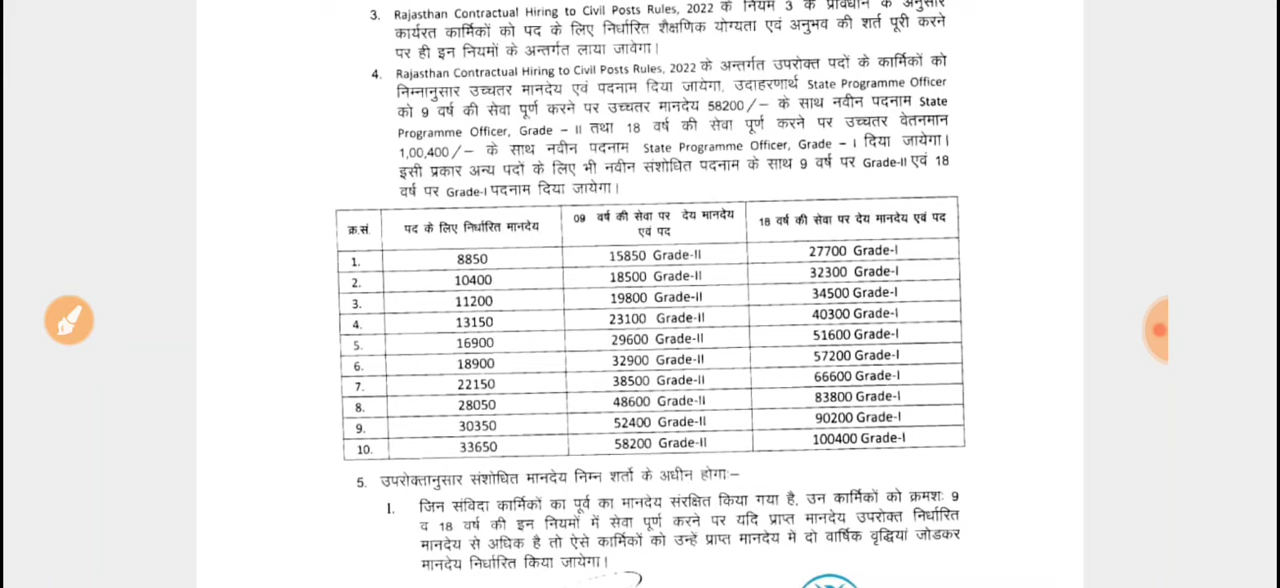 3. Rajasthan Contractual Hiring to Civil Posts Rules, 2022 के नियम 3 के प्रावधान के अनुसार
कार्यरत कार्मिकों को पद के लिए निर्धारित शैक्षणिक योग्यता एवं अनुभव की शर्त पूरी करने
पर ही इन नियमों के अन्तर्गत लाया जावेगा।
4. Rajasthan Contractual Hiring to Civil Posts Rules, 2022 के अन्तर्गत उपरोक्त पदों के कार्मिकों को
निम्नानुसार उच्चतर मानदेय एवं पदनाम दिया जायेगा, उदाहरणार्थ State Programme Officer
को 9 वर्ष की सेवा पूर्ण करने पर उच्चतर मानदेय 58200/– के साथ नवीन पदनाम State
Programme Officer, Grade – II तथा 18 वर्ष की सेवा पूर्ण करने पर उच्चतर वेतनमान
1,00,400/– के साथ नवीन पदनाम State Programme Officer, Grade – I दिया जायेगा।
इसी प्रकार अन्य पदों के लिए भी नवीन संशोधित पदनाम के साथ 9 वर्ष पर Grade-II एवं 18
वर्ष पर Grade-I पदनाम दिया जायेगा।
क्र.सं. पद के लिए निर्धारित मानदेय 09 वर्ष की सेवा पर देय मानदेय एवं पद 18 वर्ष की सेवा पर देय मानदेय एवं पद
1. 8850 15850 Grade-II 27700 Grade-I
2. 10400 18500 Grade-II 32300 Grade-I
3. 11200 19800 Grade-II 34500 Grade-I
4. 13150 23100 Grade-II 40300 Grade-I
5. 16900 29600 Grade-II 51600 Grade-I
6. 18900 32900 Grade-II 57200 Grade-I
7. 22150 38500 Grade-II 66600 Grade-I
8. 28050 48600 Grade-II 83800 Grade-I
9. 30350 52400 Grade-II 90200 Grade-I
10. 33650 58200 Grade-II 100400 Grade-I
5. उपरोक्तानुसार संशोधित मानदेय निम्न शर्तो के अधीन होगाः–
I. जिन संविदा कार्मिकों का पूर्व का मानदेय संरक्षित किया गया है, उन कार्मिकों को क्रमशः 9
व 18 वर्ष की इन नियमों में सेवा पूर्ण करने पर यदि प्राप्त मानदेय उपरोक्त निर्धारित
मानदेय से अधिक है तो ऐसे कार्मिकों को उन्हें प्राप्त मानदेय में दो वार्षिक वृद्धियां जोडकर
मानदेय निर्धारित किया जायेगा।